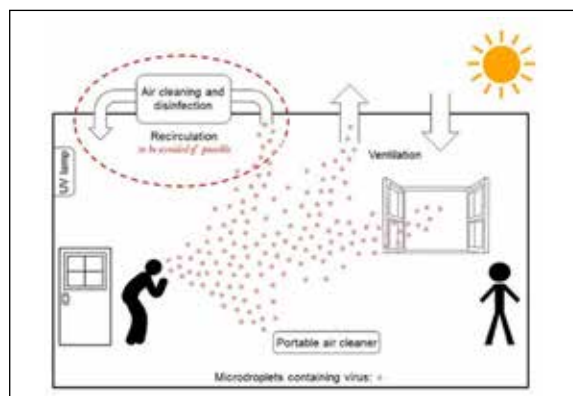 Air cleaning and
disinfection
Recirculation
to be avoided if possible
Ventilation
UV lamp
Portable air cleaner
Microdroplets containing virus: